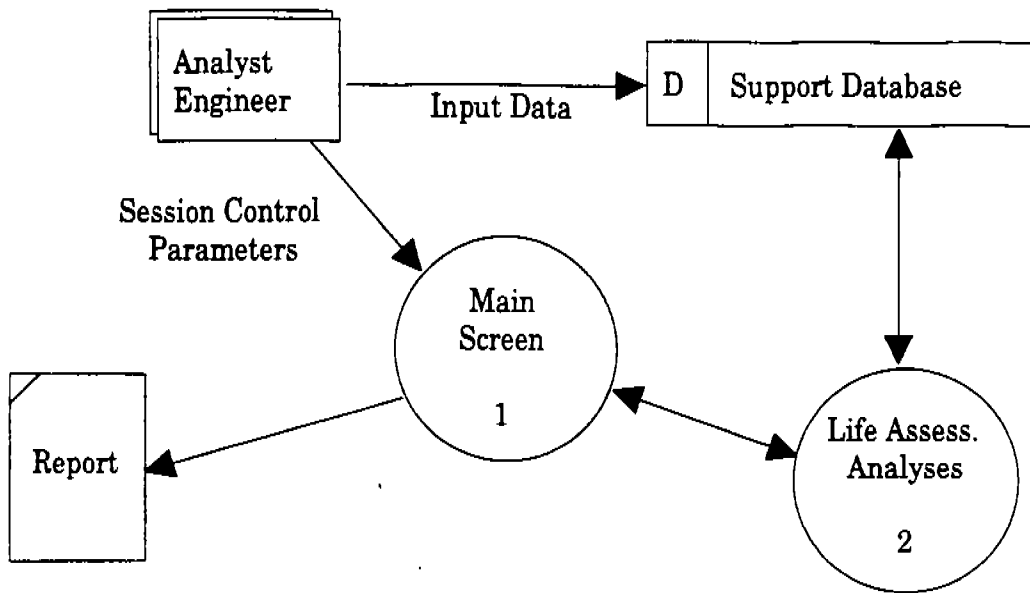 Analyst
Engineer
Input Data
D
Support Database
Session Control
Parameters
Main
Screen
1
Report
Life Assess.
Analyses
2